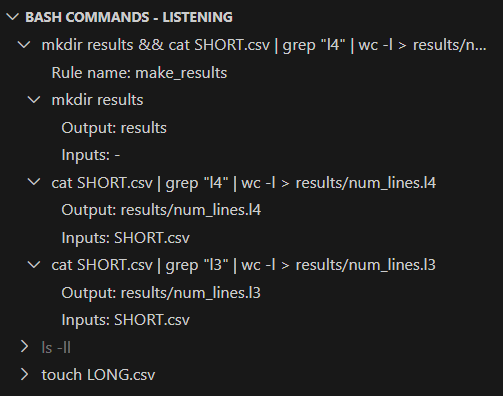 BASH COMMANDS - LISTENING
mkdir results && cat SHORT.csv | grep "l4" | wc -l > results/n...
Rule name: make_results
mkdir results
Output: results
Inputs: -
cat SHORT.csv | grep "l4" | wc -l > results/num_lines.l4
Output: results/num_lines.l4
Inputs: SHORT.csv
cat SHORT.csv | grep "l3" | wc -l > results/num_lines.l3
Output: results/num_lines.l3
Inputs: SHORT.csv
ls -ll
touch LONG.csv